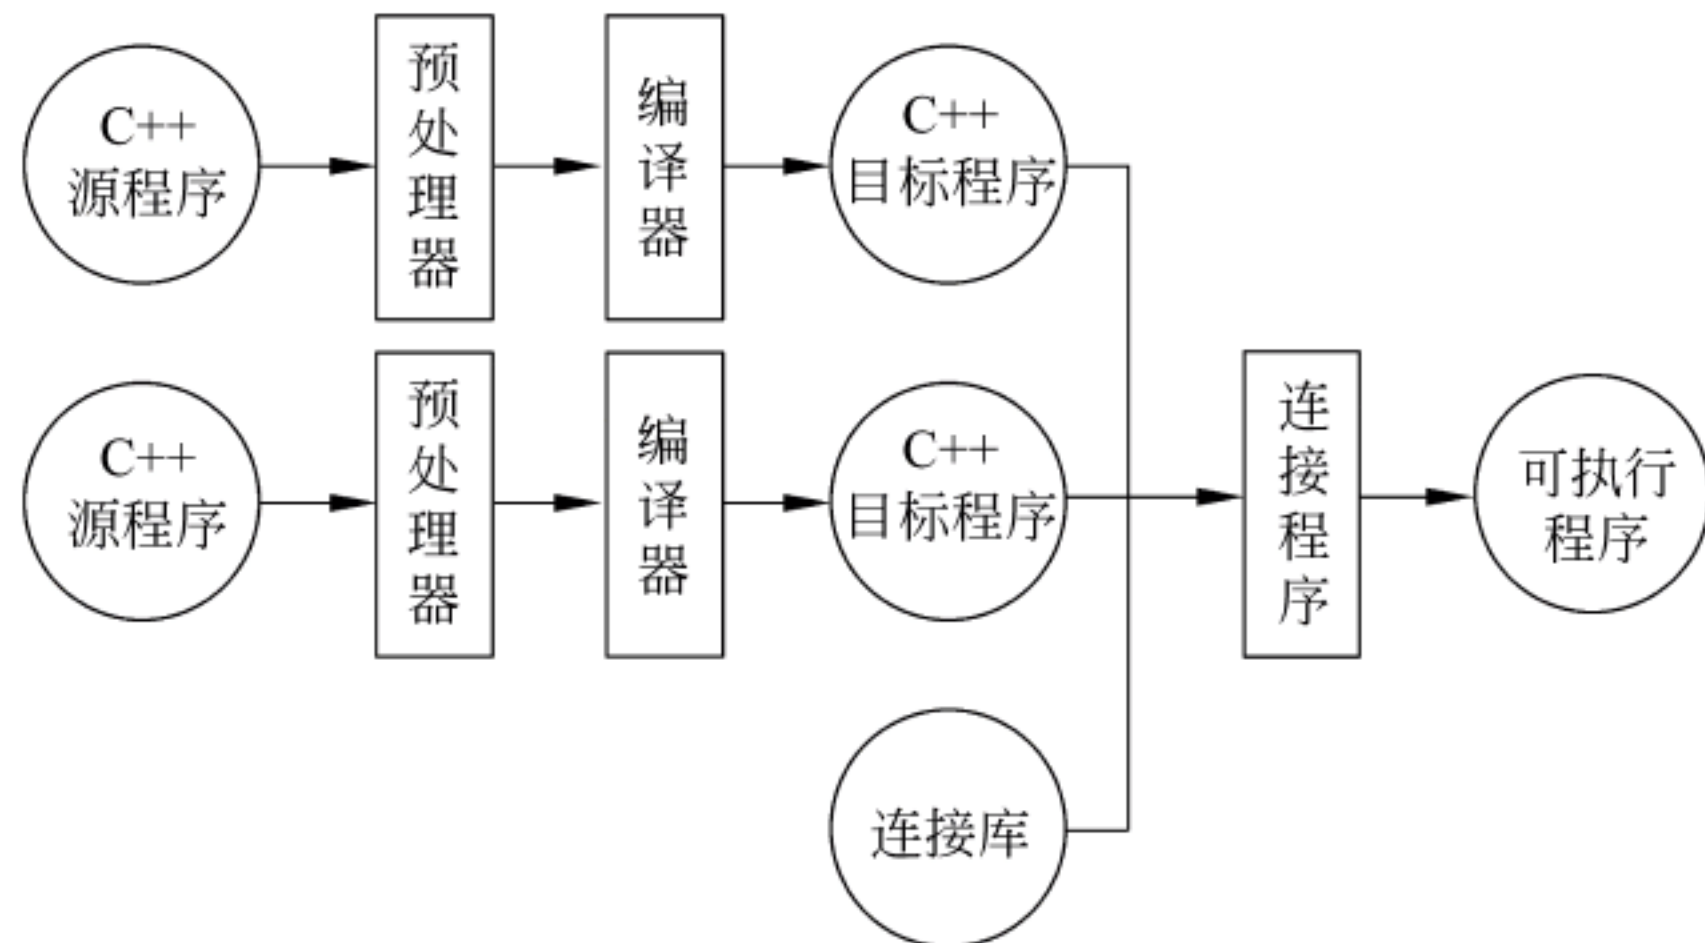 C++
源程序
预处理器
编译器
C++
目标程序
C++
源程序
预处理器
编译器
C++
目标程序
连接程序
可执行
程序
连接库